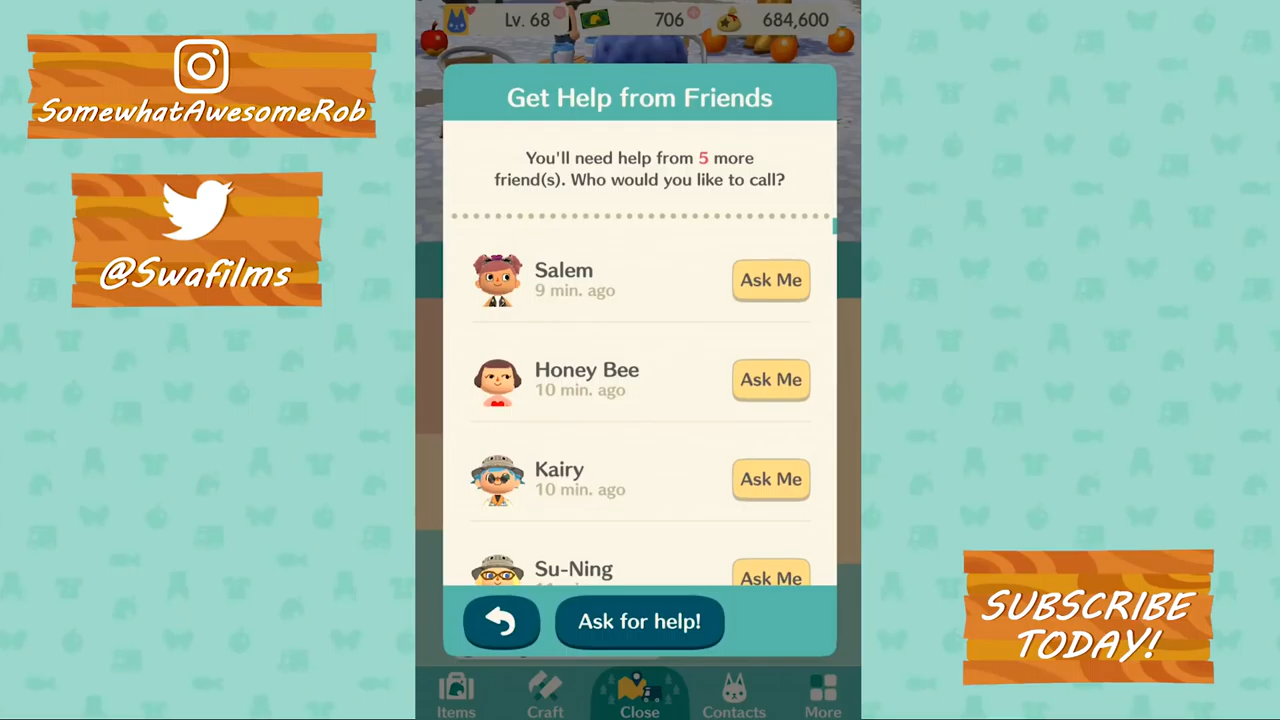 SomewhatAwesomeRob
@Swafilms
Lv. 68 706 684,600
Get Help from Friends
You'll need help from 5 more
friend(s). Who would you like to call?
Salem
9 min. ago
Ask Me
Honey Bee
10 min. ago
Ask Me
Kairy
10 min. ago
Ask Me
Su-Ning
Ask Me
Ask for help!
Items Craft Close Contacts More
SUBSCRIBE
TODAY!